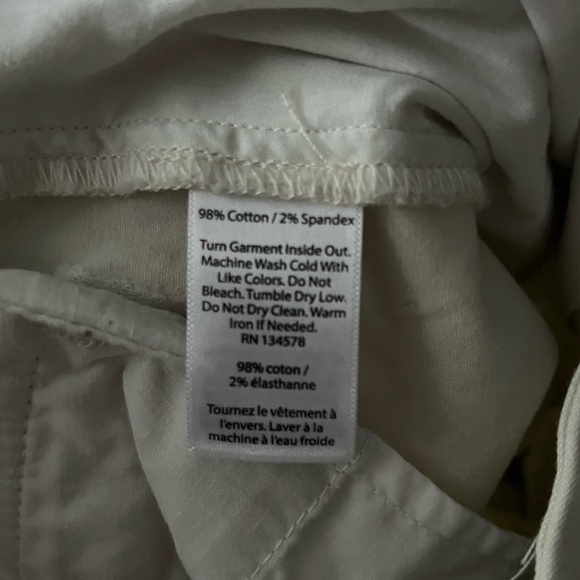 98% Cotton / 2% Spandex
Turn Garment Inside Out.
Machine Wash Cold With
Like Colors. Do Not
Bleach. Tumble Dry Low.
Do Not Dry Clean. Warm
Iron If Needed.
RN 134578
98% coton /
2% élasthanne
Tournez le vêtement à
l'envers. Laver à la
machine à l'eau froide